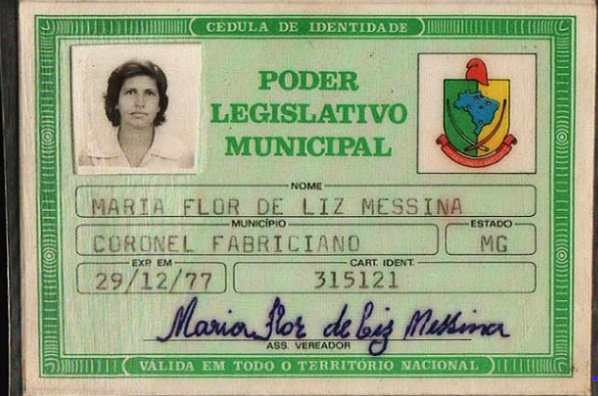 CÉDULA DE IDENTIDADE
PODER
LEGISLATIVO
MUNICIPAL
NOME
MARIA FLOR DE LIZ MESSINA
MUNICÍPIO
ESTADO
CORONEL FABRICIANO
MG
EXP. EM
CART. IDENT.
29/12/77
315121
Maria Flor de Liz Messina
ASS. VEREADOR
VÁLIDA EM TODO O TERRITÓRIO NACIONAL